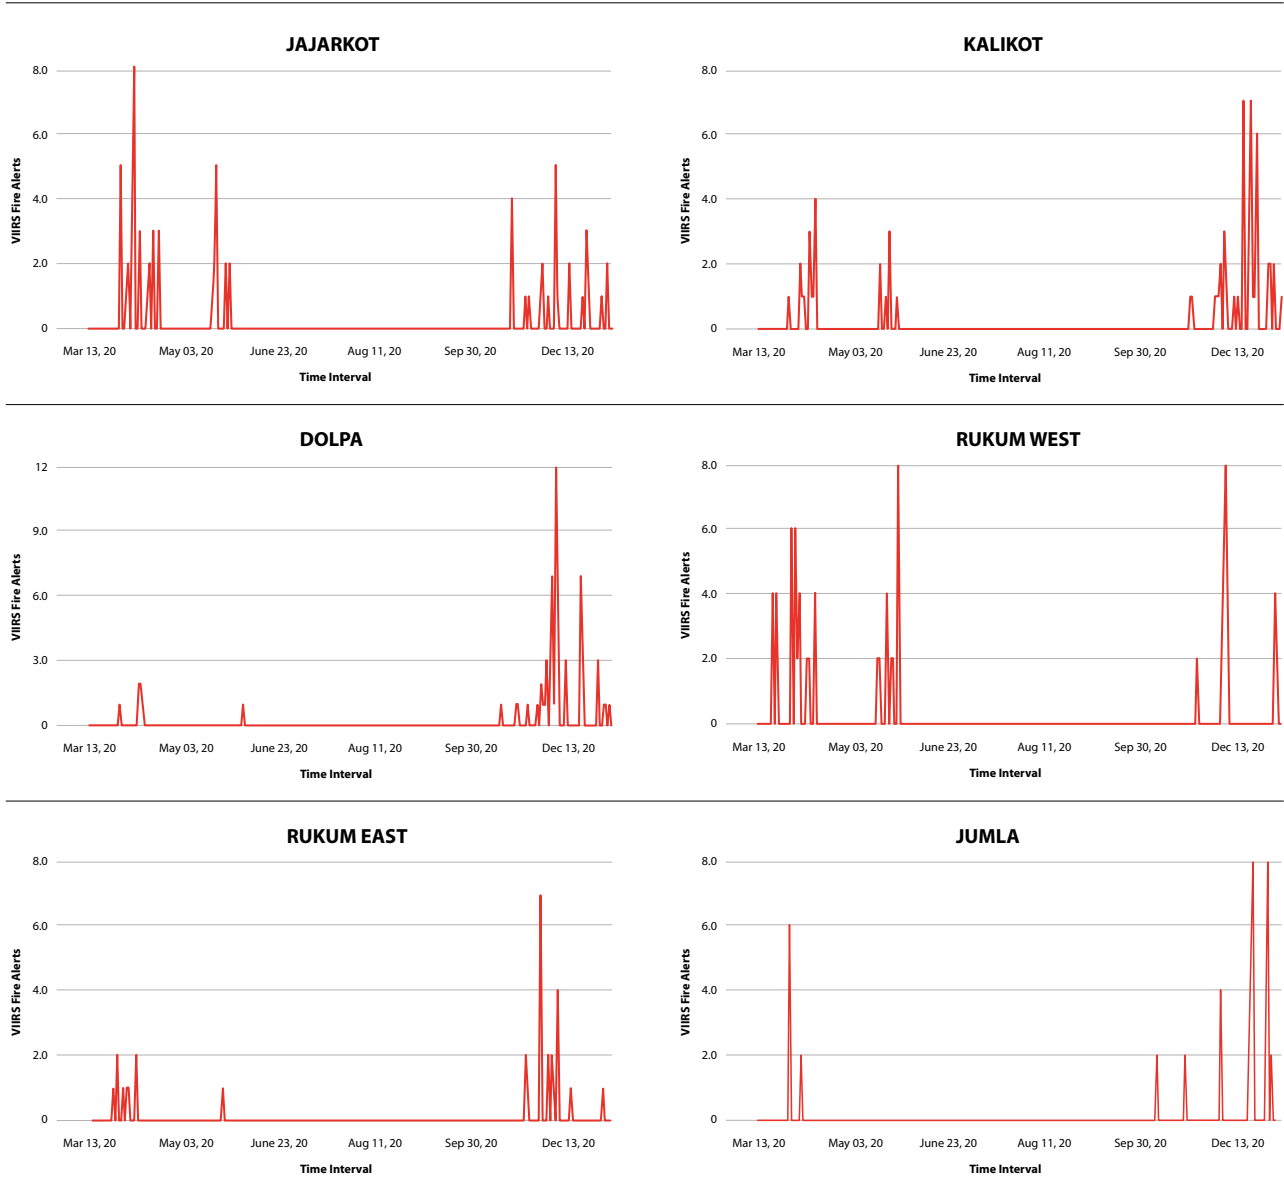 JAJARKOT
8.0
6.0
4.0
2.0
0
VIIRS Fire Alerts
Mar 13, 20 May 03, 20 June 23, 20 Aug 11, 20 Sep 30, 20 Dec 13, 20
Time Interval
KALIKOT
8.0
6.0
4.0
2.0
0
VIIRS Fire Alerts
Mar 13, 20 May 03, 20 June 23, 20 Aug 11, 20 Sep 30, 20 Dec 13, 20
Time Interval
DOLPA
12
9.0
6.0
3.0
0
VIIRS Fire Alerts
Mar 13, 20 May 03, 20 June 23, 20 Aug 11, 20 Sep 30, 20 Dec 13, 20
Time Interval
RUKUM WEST
8.0
6.0
4.0
2.0
0
VIIRS Fire Alerts
Mar 13, 20 May 03, 20 June 23, 20 Aug 11, 20 Sep 30, 20 Dec 13, 20
Time Interval
RUKUM EAST
8.0
6.0
4.0
2.0
0
VIIRS Fire Alerts
Mar 13, 20 May 03, 20 June 23, 20 Aug 11, 20 Sep 30, 20 Dec 13, 20
Time Interval
JUMLA
8.0
6.0
4.0
2.0
0
VIIRS Fire Alerts
Mar 13, 20 May 03, 20 June 23, 20 Aug 11, 20 Sep 30, 20 Dec 13, 20
Time Interval